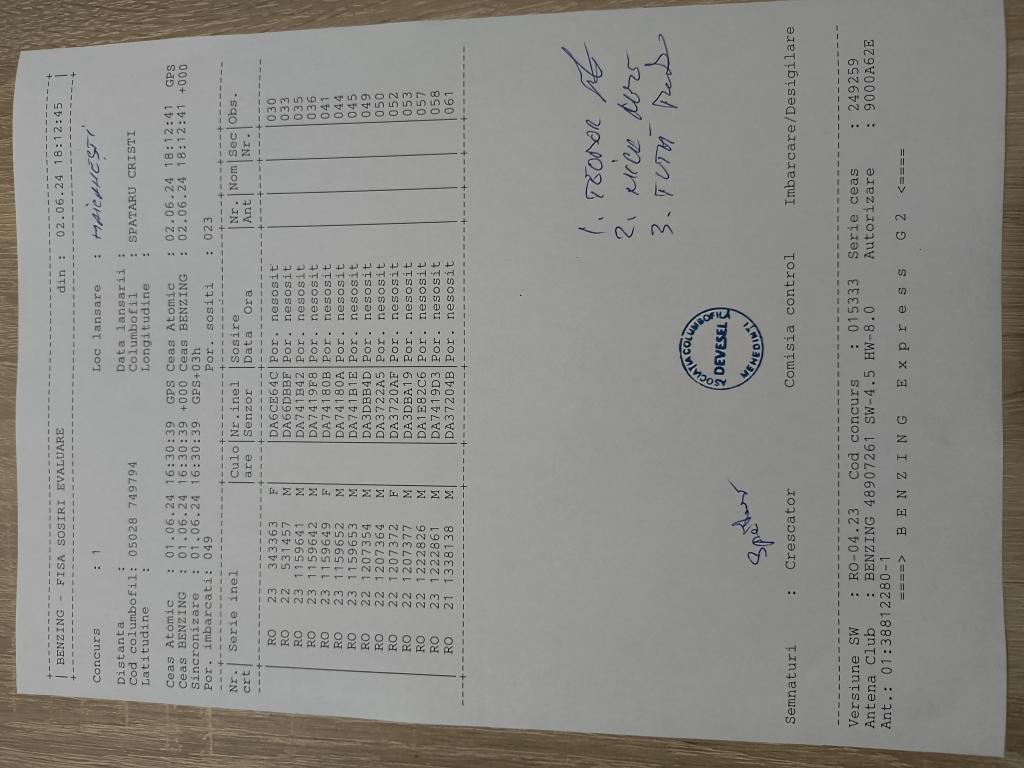 | BENZING - FISA SOSIRI EVALUARE din : 02.06.24 18:12:45 |
Concurs : 1 Loc lansare :
Distanta : Data lansarii :
Cod columbofil: 05028 749794 Columbofil : SPATARU CRISTI
Latitudine : Longitudine :
Ceas Atomic : 01.06.24 16:30:39 GPS Ceas Atomic : 02.06.24 18:12:41 GPS
Ceas BENZING : 01.06.24 16:30:39 +000 Ceas BENZING : 02.06.24 18:12:41 +000
Sincronizare : 01.06.24 16:30:39 GPS+03h
Por. imbarcati: 049 Por. sositi : 023
Nr.| Serie inel |Culo|Nr.inel |Sosire |Nr. |Nom|Sec|Obs.
crt| |are |Senzor |Data Ora |Ant | |Nr.|
RO 23 343363 F DA6CE64C Por. nesosit 030
RO 22 531457 M DA66DBBF Por. nesosit 033
RO 23 1159641 M DA741B42 Por. nesosit 035
RO 23 1159642 M DA7419F8 Por. nesosit 036
RO 23 1159649 F DA74180B Por. nesosit 041
RO 23 1159652 M DA74180A Por. nesosit 044
RO 23 1159653 M DA741B1E Por. nesosit 045
RO 22 1207354 M DA3DBB4D Por. nesosit 049
RO 22 1207364 M DA3722A5 Por. nesosit 050
RO 22 1207372 F DA3720AF Por. nesosit 052
RO 22 1207377 M DA3DBA19 Por. nesosit 053
RO 22 1222826 M DA1E82C6 Por. nesosit 057
RO 23 1222861 M DA7419D3 Por. nesosit 058
RO 21 1338138 M DA37204B Por. nesosit 061
1. TEODOR
2. MICK
3. TUTA
DEVESEL
Semnaturi : Crescator Comisia control Imbarcare/Desigilare
Versiune SW : RO-04.23 Cod concurs : 015333 Serie ceas : 249259
Antena Club : BENZING 48907261 SW-4.5 HW-8.0 Autorizare : 9000A62E
Ant.: 01:38812280-1
====> B E N Z I N G E x p r e s s G 2 <====